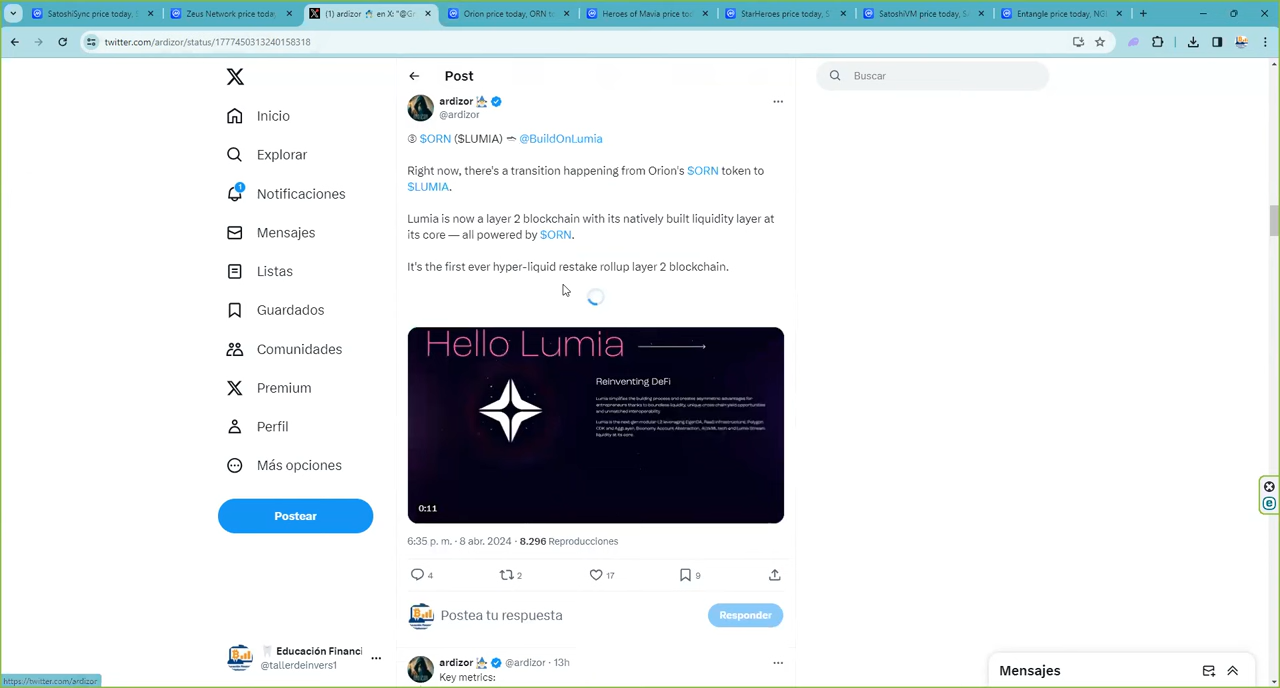 SatoshiSync price today, S
Zeus Network price today
(1) ardizor en X: "@Gr
Orion price today, ORN to
Heroes of Mavia price tod
StarHeroes price today, S
SatoshiVM price today, SA
Entangle price today, NGL
twitter.com/ardizor/status/1777450313240158318
Inicio
Explorar
1
Notificaciones
Mensajes
Listas
Guardados
Comunidades
Premium
Perfil
Más opciones
Postear
Educación Financi
@tallerdeinvers1
https://twitter.com/ardizor
Post
ardizor
@ardizor
③ $ORN ($LUMIA) @BuildOnLumia
Right now, there's a transition happening from Orion's $ORN token to
$LUMIA.
Lumia is now a layer 2 blockchain with its natively built liquidity layer at
its core — all powered by $ORN.
It's the first ever hyper-liquid restake rollup layer 2 blockchain.
Hello Lumia
Reinventing DeFi
0:11
6:35 p. m. · 8 abr. 2024 · 8.296 Reproducciones
4 2 17 9
Postea tu respuesta
Responder
ardizor @ardizor · 13h
Key metrics:
Buscar
Mensajes